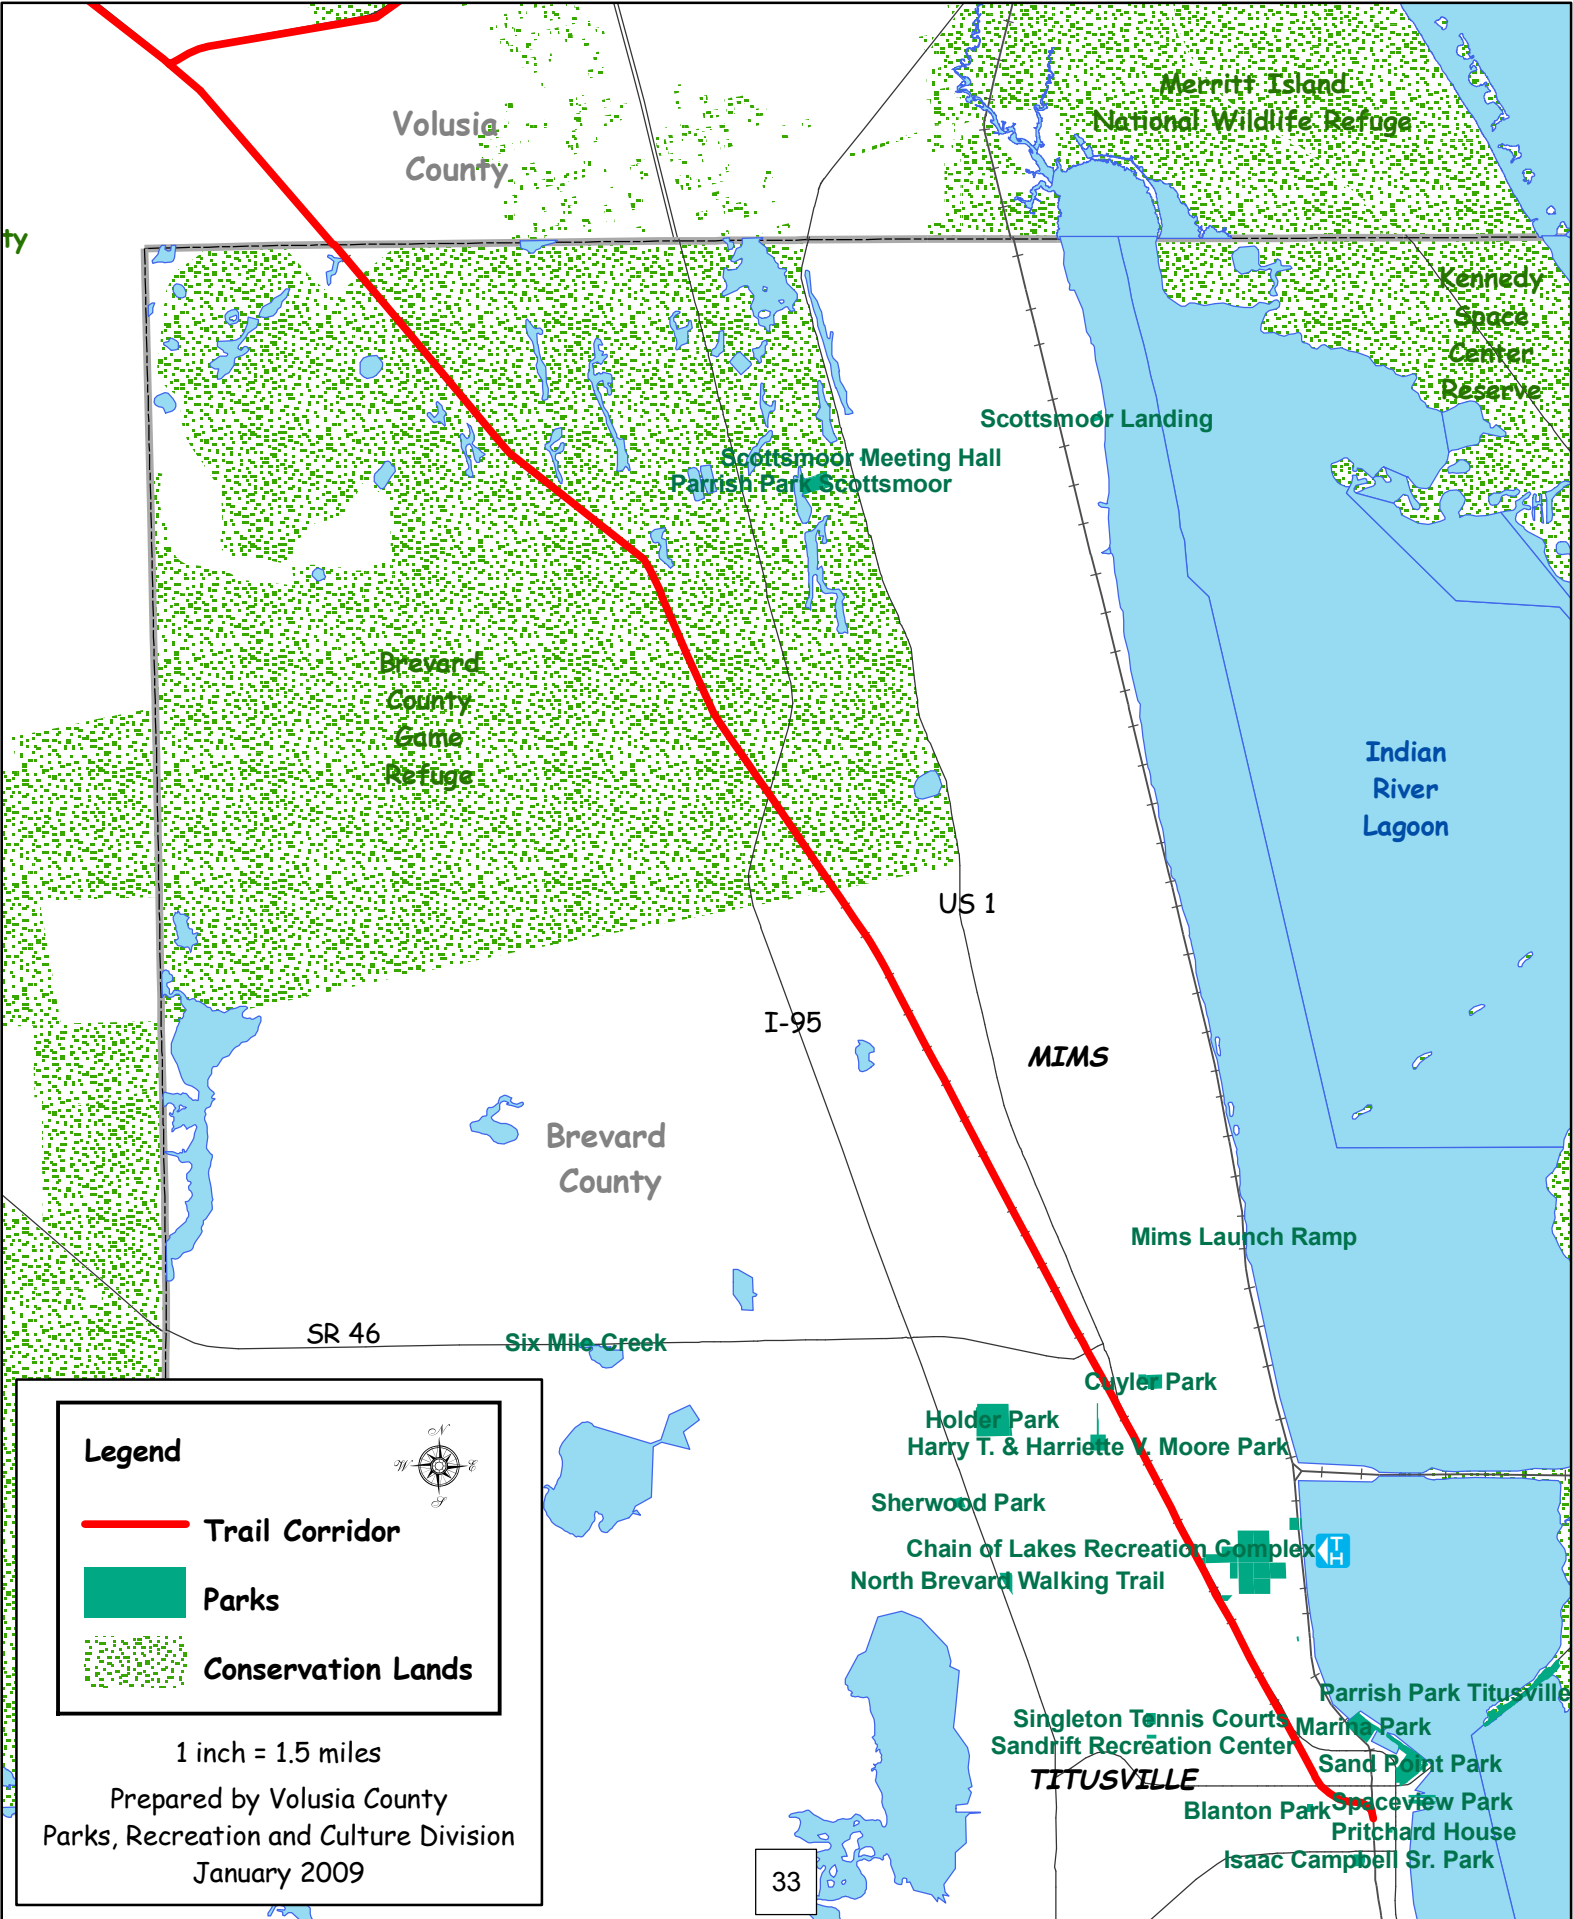 Merritt Island
National Wildlife Refuge
Volusia
County
ty
Kennedy
Space
Center
Reserve
Scottsmoor Landing
Scottsmoor Meeting Hall
Parrish Park Scottsmoor
Brevard
County
Game
Refuge
Indian
River
Lagoon
US 1
I-95
MIMS
Brevard
County
Mims Launch Ramp
SR 46
Six Mile Creek
Cuyler Park
Holder Park
Harry T. & Harriette V. Moore Park
Sherwood Park
Chain of Lakes Recreation Complex
TH
North Brevard Walking Trail
Parrish Park Titusville
Singleton Tennis Courts
Marina Park
Sandrift Recreation Center
Sand Point Park
TITUSVILLE
Blanton Park
Spaceview Park
Pritchard House
Isaac Campbell Sr. Park
Legend
N
W E
S
Trail Corridor
Parks
Conservation Lands
1 inch = 1.5 miles
Prepared by Volusia County
Parks, Recreation and Culture Division
January 2009
33